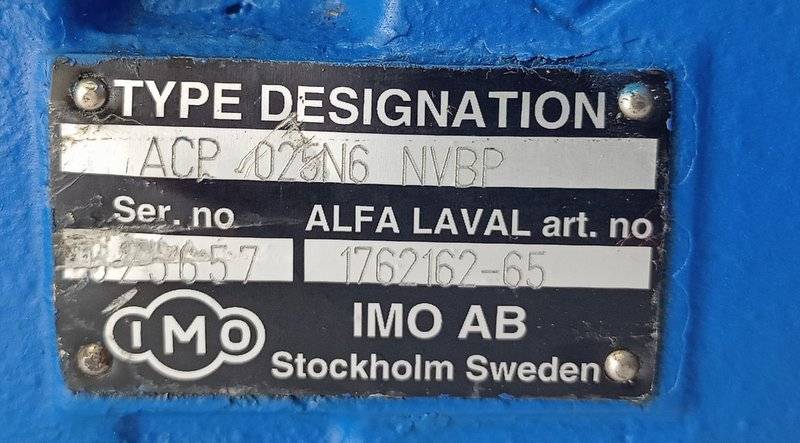 TYPE DESIGNATION
ACP 025N6 NVBP
Ser. no ALFA LAVAL art. no
1762162-65
IMO IMO AB
Stockholm Sweden